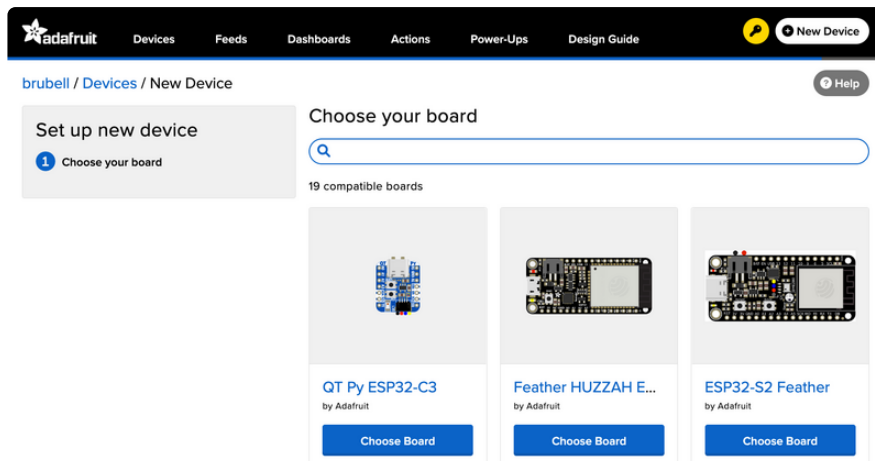 adafruit Devices Feeds Dashboards Actions Power-Ups Design Guide New Device
brubell / Devices / New Device
Help
Set up new device
1 Choose your board
Choose your board
19 compatible boards
QT Py ESP32-C3
by Adafruit
Choose Board
Feather HUZZAH E...
by Adafruit
Choose Board
ESP32-S2 Feather
by Adafruit
Choose Board